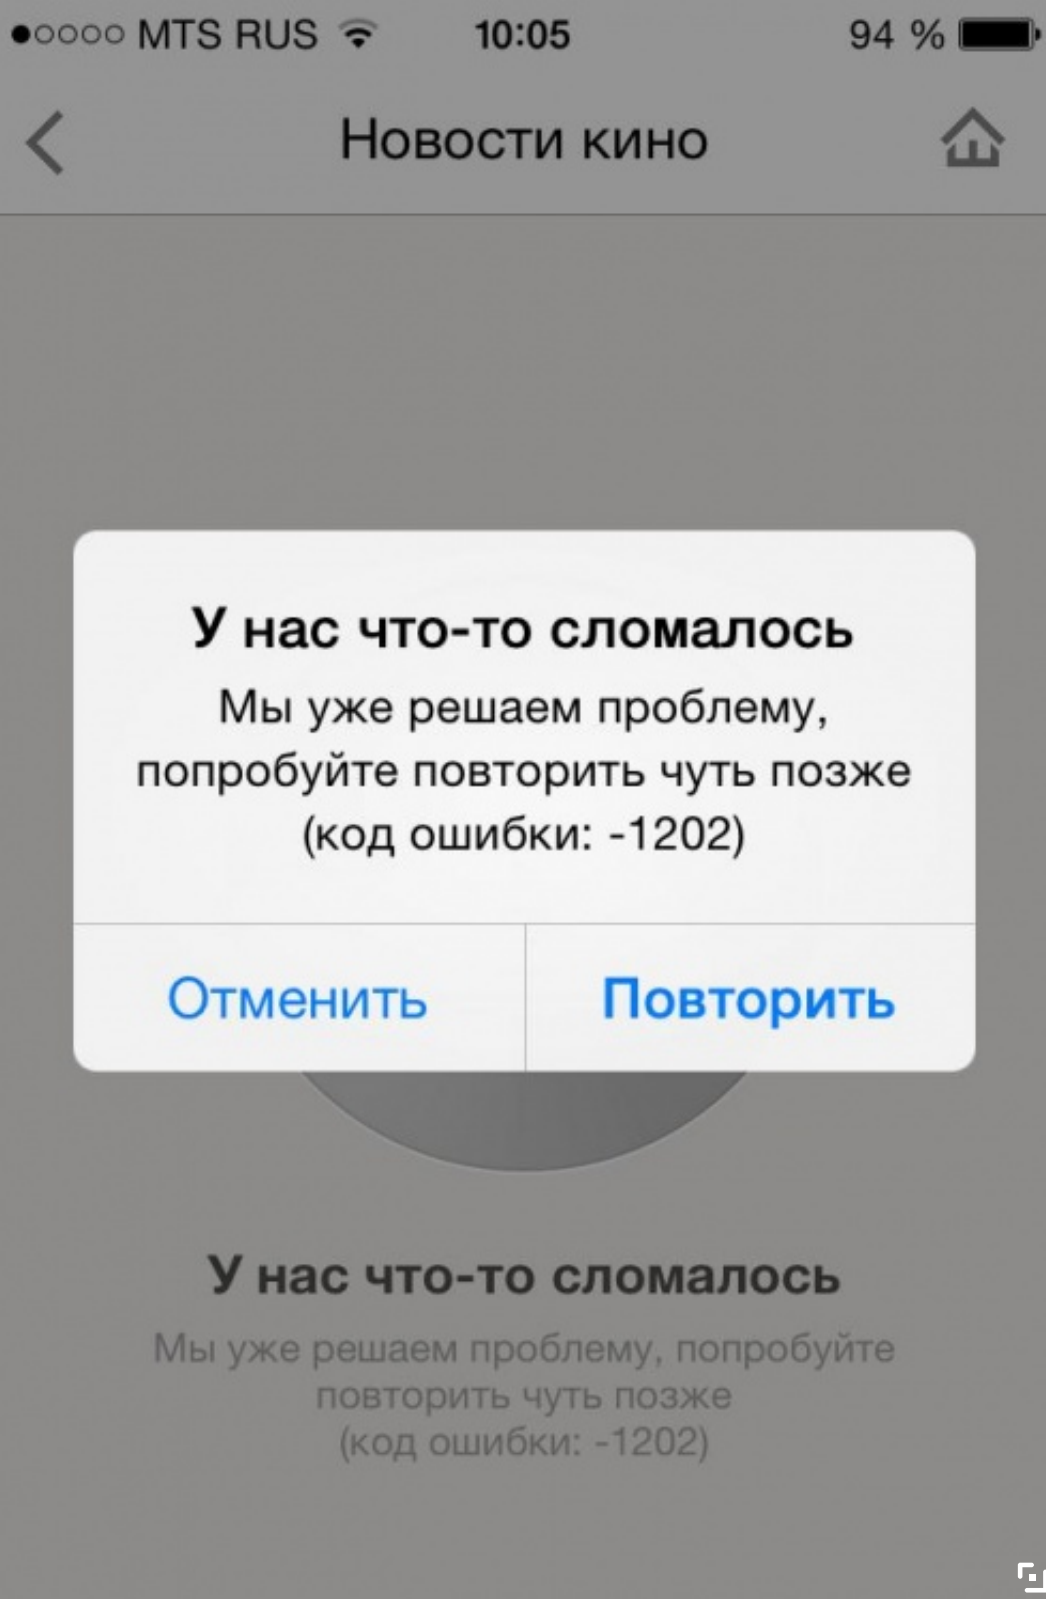 MTS RUS 10:05 94 %
Новости кино
У нас что-то сломалось
Мы уже решаем проблему,
попробуйте повторить чуть позже
(код ошибки: -1202)
Отменить Повторить
У нас что-то сломалось
Мы уже решаем проблему, попробуйте
повторить чуть позже
(код ошибки: -1202)